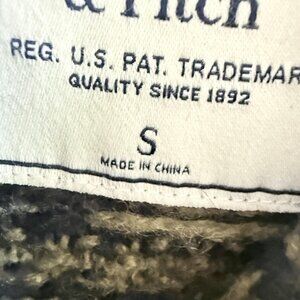 & Fitch
REG. U.S. PAT. TRADEMAR
QUALITY SINCE 1892
S
MADE IN CHINA